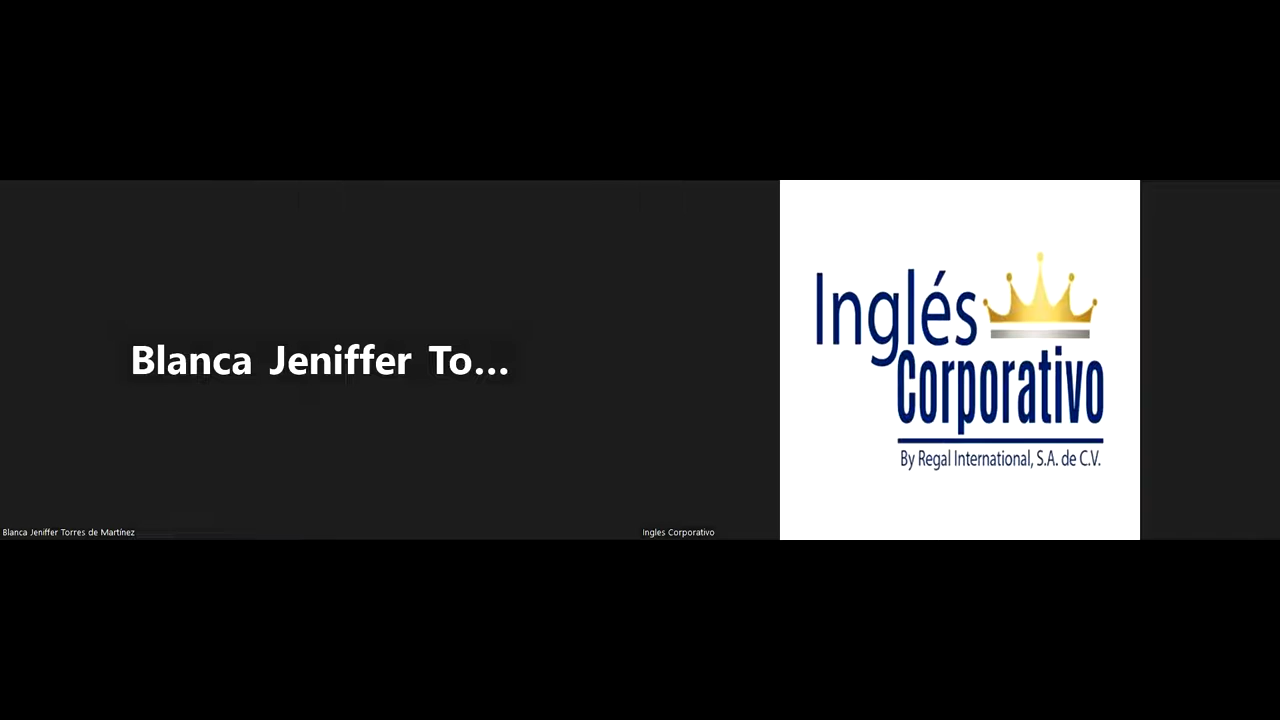 Blanca Jeniffer To...
Blanca Jeniffer Torres de Martínez
Inglés
Corporativo
By Regal International, S.A. de C.V.
Ingles Corporativo